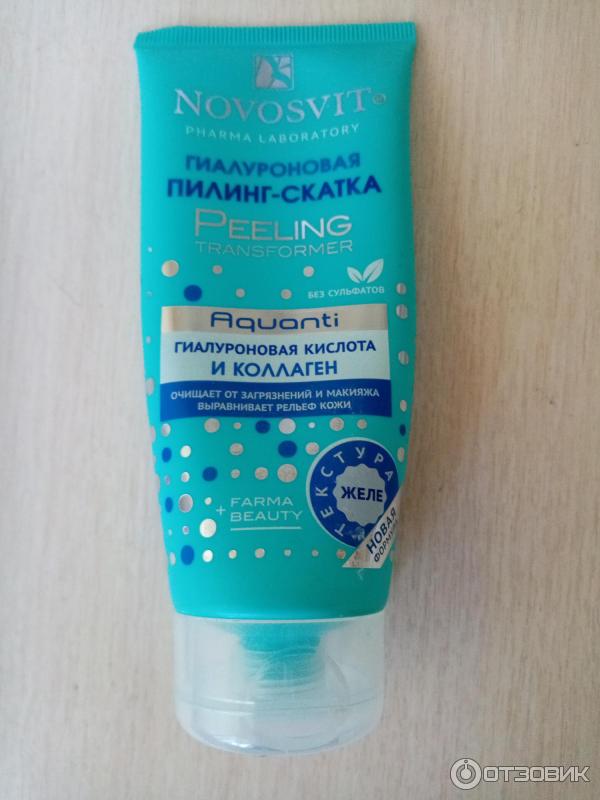 NOVOSVIT®
PHARMA LABORATORY
ГИАЛУРОНОВАЯ
ПИЛИНГ-СКАТКА
PEELING
TRANSFORMER
БЕЗ СУЛЬФАТОВ
Aquanti
ГИАЛУРОНОВАЯ КИСЛОТА
И КОЛЛАГЕН
ОЧИЩАЕТ ОТ ЗАГРЯЗНЕНИЙ И МАКИЯЖА
ВЫРАВНИВАЕТ РЕЛЬЕФ КОЖИ
ТЕКСТУРА
ЖЕЛЕ
+ FARMA
BEAUTY
НОВАЯ
ФОРМУЛА
ОТЗОВИК